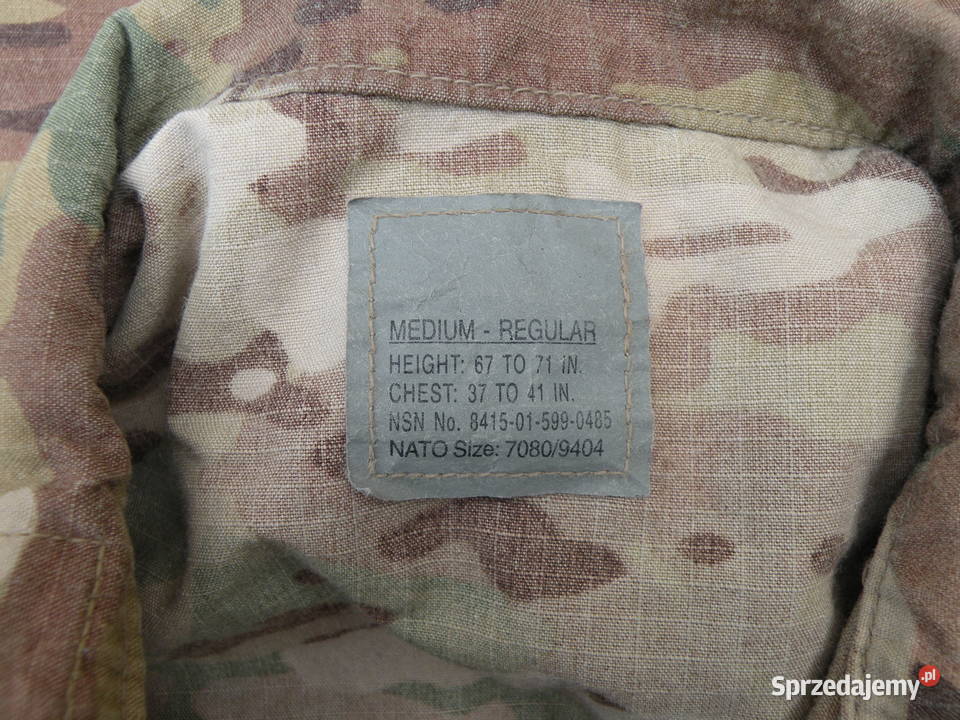 MEDIUM - REGULAR
HEIGHT: 67 TO 71 IN.
CHEST: 37 TO 41 IN.
NSN No. 8415-01-599-0485
NATO Size: 7080/9404
Sprzedajemy.pl